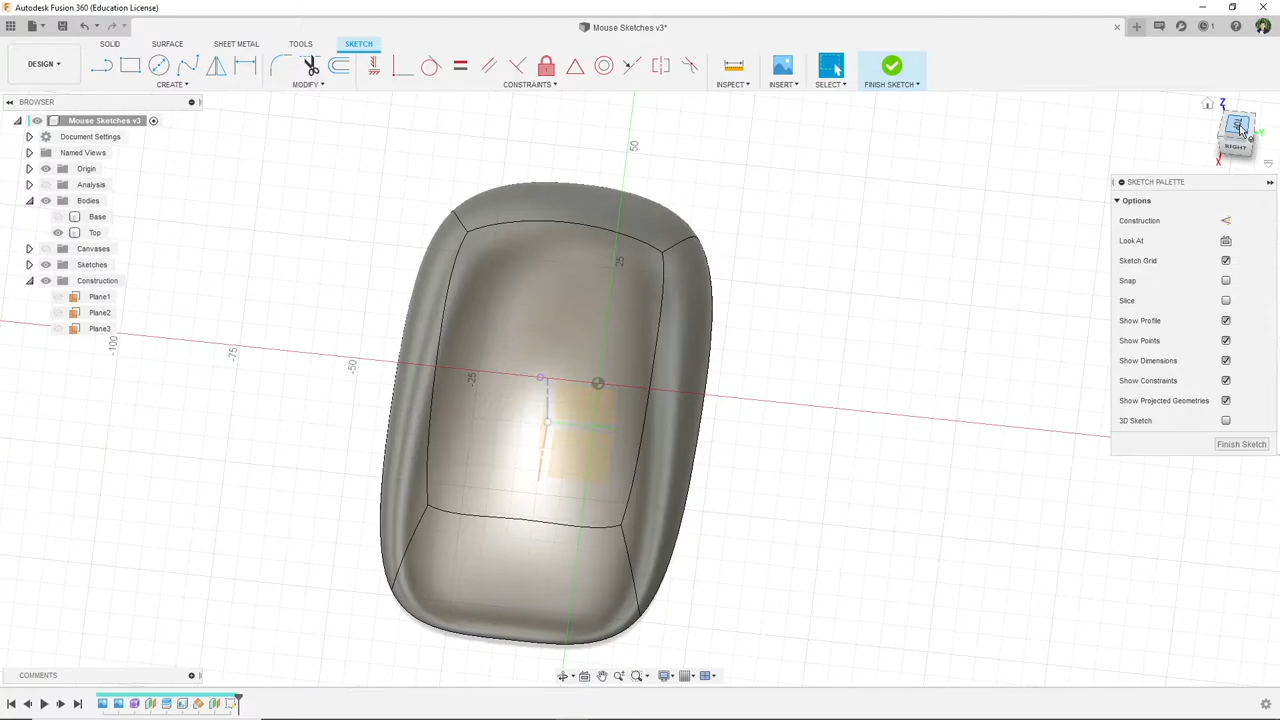 Autodesk Fusion 360 (Education License)
Mouse Sketches v3*
1
SOLID SURFACE SHEET METAL TOOLS SKETCH
DESIGN
CREATE MODIFY CONSTRAINTS INSPECT INSERT SELECT FINISH SKETCH
BROWSER
Mouse Sketches v3
Document Settings
Named Views
Origin
Analysis
Bodies
Base
Top
Canvases
Sketches
Construction
Plane1
Plane2
Plane3
50
25
-25
-50
-75
-100
Z
Y
X
RIGHT
SKETCH PALETTE
Options
Construction
Look At
Sketch Grid
Snap
Slice
Show Profile
Show Points
Show Dimensions
Show Constraints
Show Projected Geometries
3D Sketch
Finish Sketch
COMMENTS